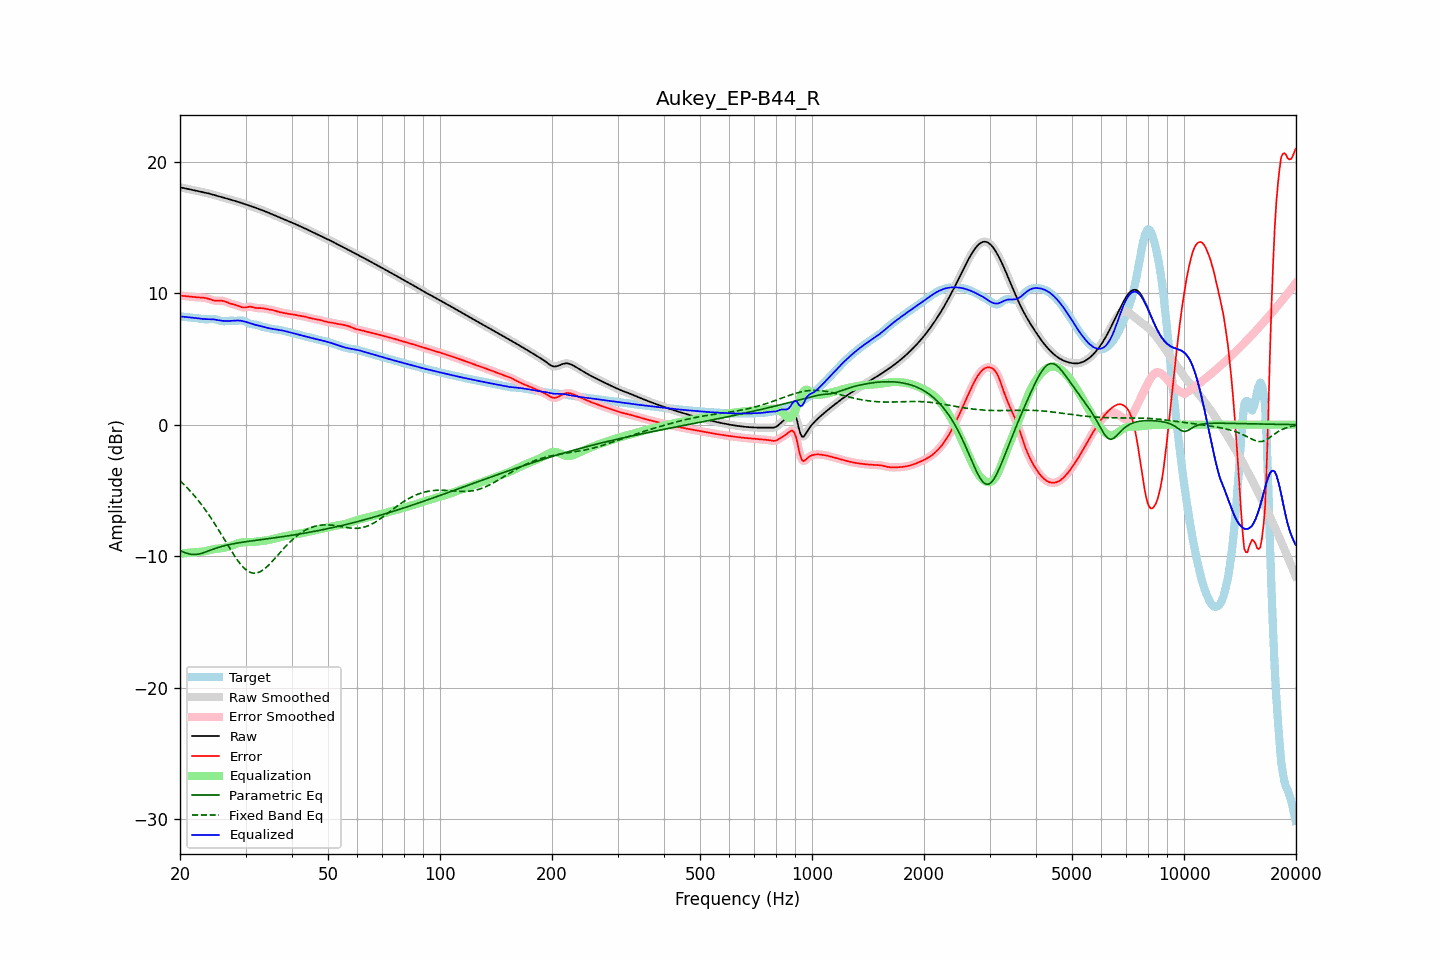 Aukey_EP-B44_R
Amplitude (dBr)
20
10
0
−10
−20
−30
Target
Raw Smoothed
Error Smoothed
Raw
Error
Equalization
Parametric Eq
Fixed Band Eq
Equalized
20 50 100 200 500 1000 2000 5000 10000 20000
Frequency (Hz)